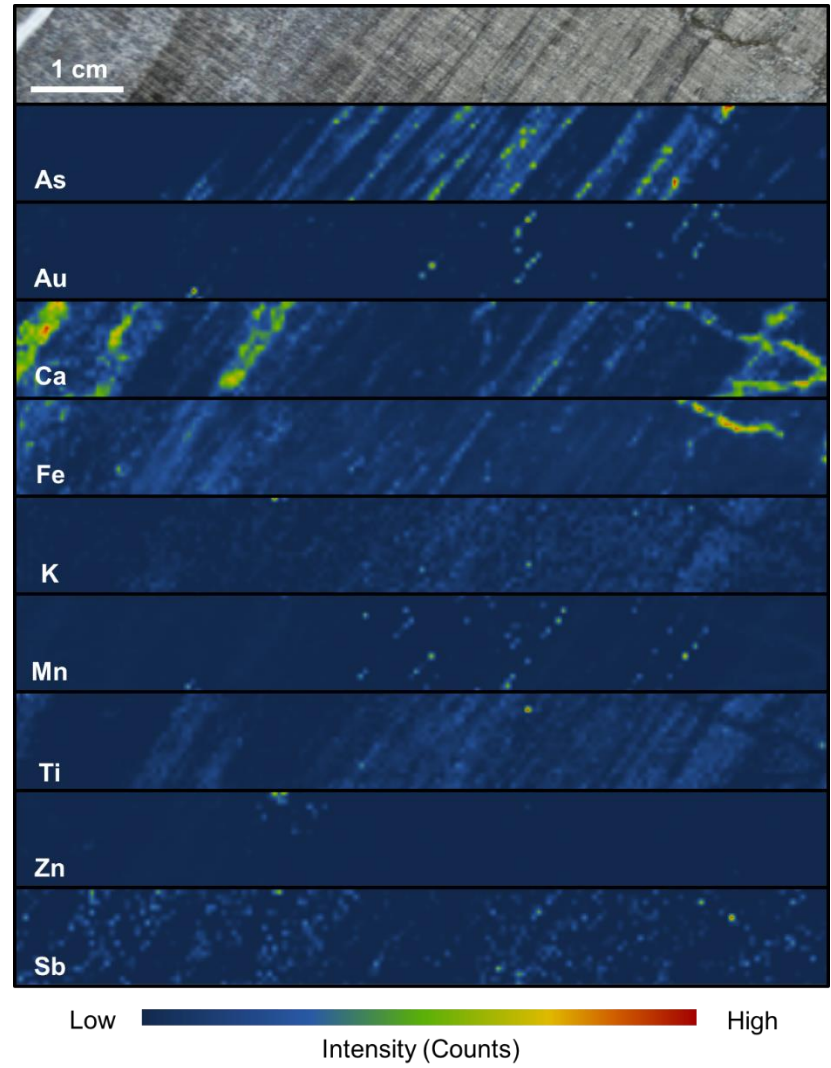 1 cm
As
Au
Ca
Fe
K
Mn
Ti
Zn
Sb
Low High
Intensity (Counts)